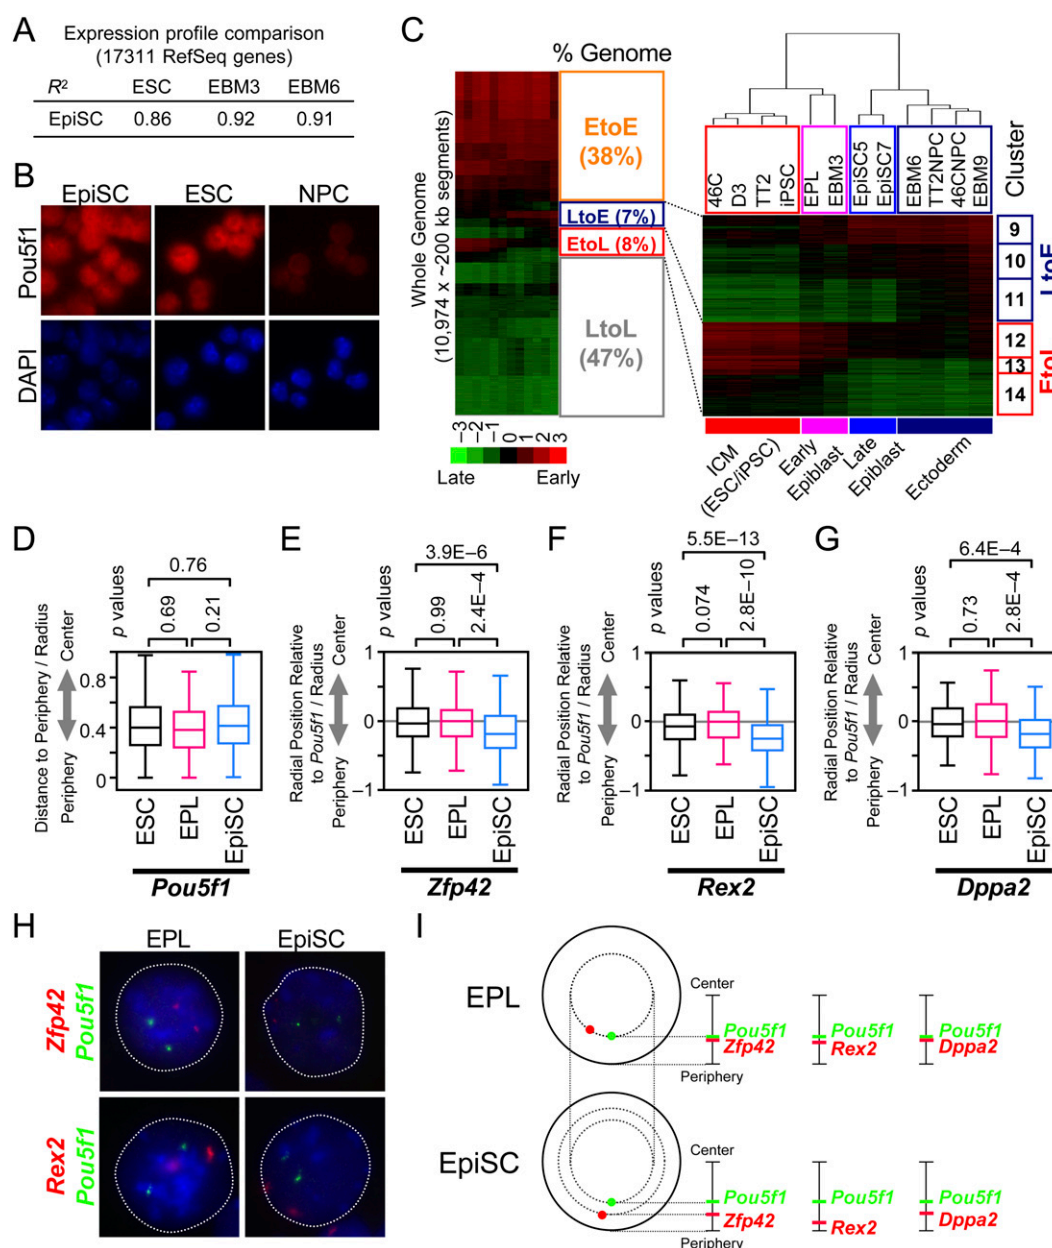 A
Expression profile comparison
(17311 RefSeq genes)
R² ESC EBM3 EBM6
EpiSC 0.86 0.92 0.91
B
EpiSC ESC NPC
Pou5f1
DAPI
C
% Genome
Whole Genome
(10,974 x ~200 kb segments)
EtoE
(38%)
LtoE (7%)
EtoL (8%)
LtoL
(47%)
−3 −2 −1 0 1 2 3
Late Early
46C D3 TT2 iPSC EPL EBM3 EpiSC5 EpiSC7 EBM6 TT2NPC 46CNPC EBM9
Cluster
9
10
11
12
13
14
LtoE
EtoL
ICM
(ESC/iPSC)
Early
Epiblast
Late
Epiblast
Ectoderm
D
p values
0.76
0.69 0.21
Distance to Periphery / Radius
Periphery Center
0.8
0.4
0
ESC EPL EpiSC
Pou5f1
E
p values
3.9E−6
0.99 2.4E−4
Radial Position Relative
to Pou5f1 / Radius
Periphery Center
1
0
−1
ESC EPL EpiSC
Zfp42
F
p values
5.5E−13
0.074 2.8E−10
Radial Position Relative
to Pou5f1 / Radius
Periphery Center
1
0
−1
ESC EPL EpiSC
Rex2
G
p values
6.4E−4
0.73 2.8E−4
Radial Position Relative
to Pou5f1 / Radius
Periphery Center
1
0
−1
ESC EPL EpiSC
Dppa2
H
EPL EpiSC
Zfp42
Pou5f1
Rex2
Pou5f1
I
EPL
Center
Pou5f1 Pou5f1 Pou5f1
Zfp42 Rex2 Dppa2
Periphery
EpiSC
Center
Pou5f1 Pou5f1 Pou5f1
Zfp42 Rex2 Dppa2
Periphery